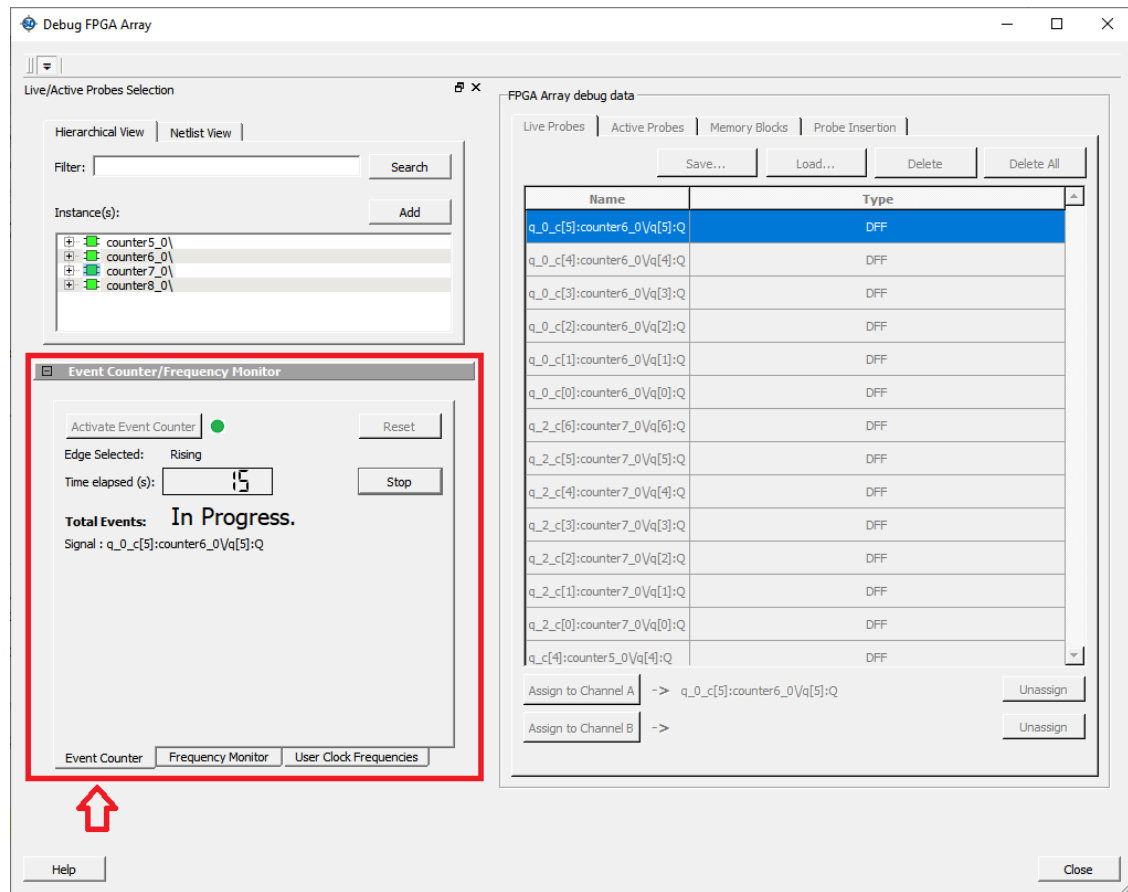 Debug FPGA Array
Live/Active Probes Selection
Hierarchical View Netlist View
Filter: Search
Instance(s): Add
counter5_0\
counter6_0\
counter7_0\
counter8_0\
Event Counter/Frequency Monitor
Activate Event Counter Reset
Edge Selected: Rising
Time elapsed (s): 15 Stop
Total Events: In Progress.
Signal : q_0_c[5]:counter6_0\/q[5]:Q
Event Counter Frequency Monitor User Clock Frequencies
FPGA Array debug data
Live Probes Active Probes Memory Blocks Probe Insertion
Save... Load... Delete Delete All
Name Type
q_0_c[5]:counter6_0\/q[5]:Q DFF
q_0_c[4]:counter6_0\/q[4]:Q DFF
q_0_c[3]:counter6_0\/q[3]:Q DFF
q_0_c[2]:counter6_0\/q[2]:Q DFF
q_0_c[1]:counter6_0\/q[1]:Q DFF
q_0_c[0]:counter6_0\/q[0]:Q DFF
q_2_c[6]:counter7_0\/q[6]:Q DFF
q_2_c[5]:counter7_0\/q[5]:Q DFF
q_2_c[4]:counter7_0\/q[4]:Q DFF
q_2_c[3]:counter7_0\/q[3]:Q DFF
q_2_c[2]:counter7_0\/q[2]:Q DFF
q_2_c[1]:counter7_0\/q[1]:Q DFF
q_2_c[0]:counter7_0\/q[0]:Q DFF
q_c[4]:counter5_0\/q[4]:Q DFF
Assign to Channel A -> q_0_c[5]:counter6_0\/q[5]:Q Unassign
Assign to Channel B -> Unassign
Help Close